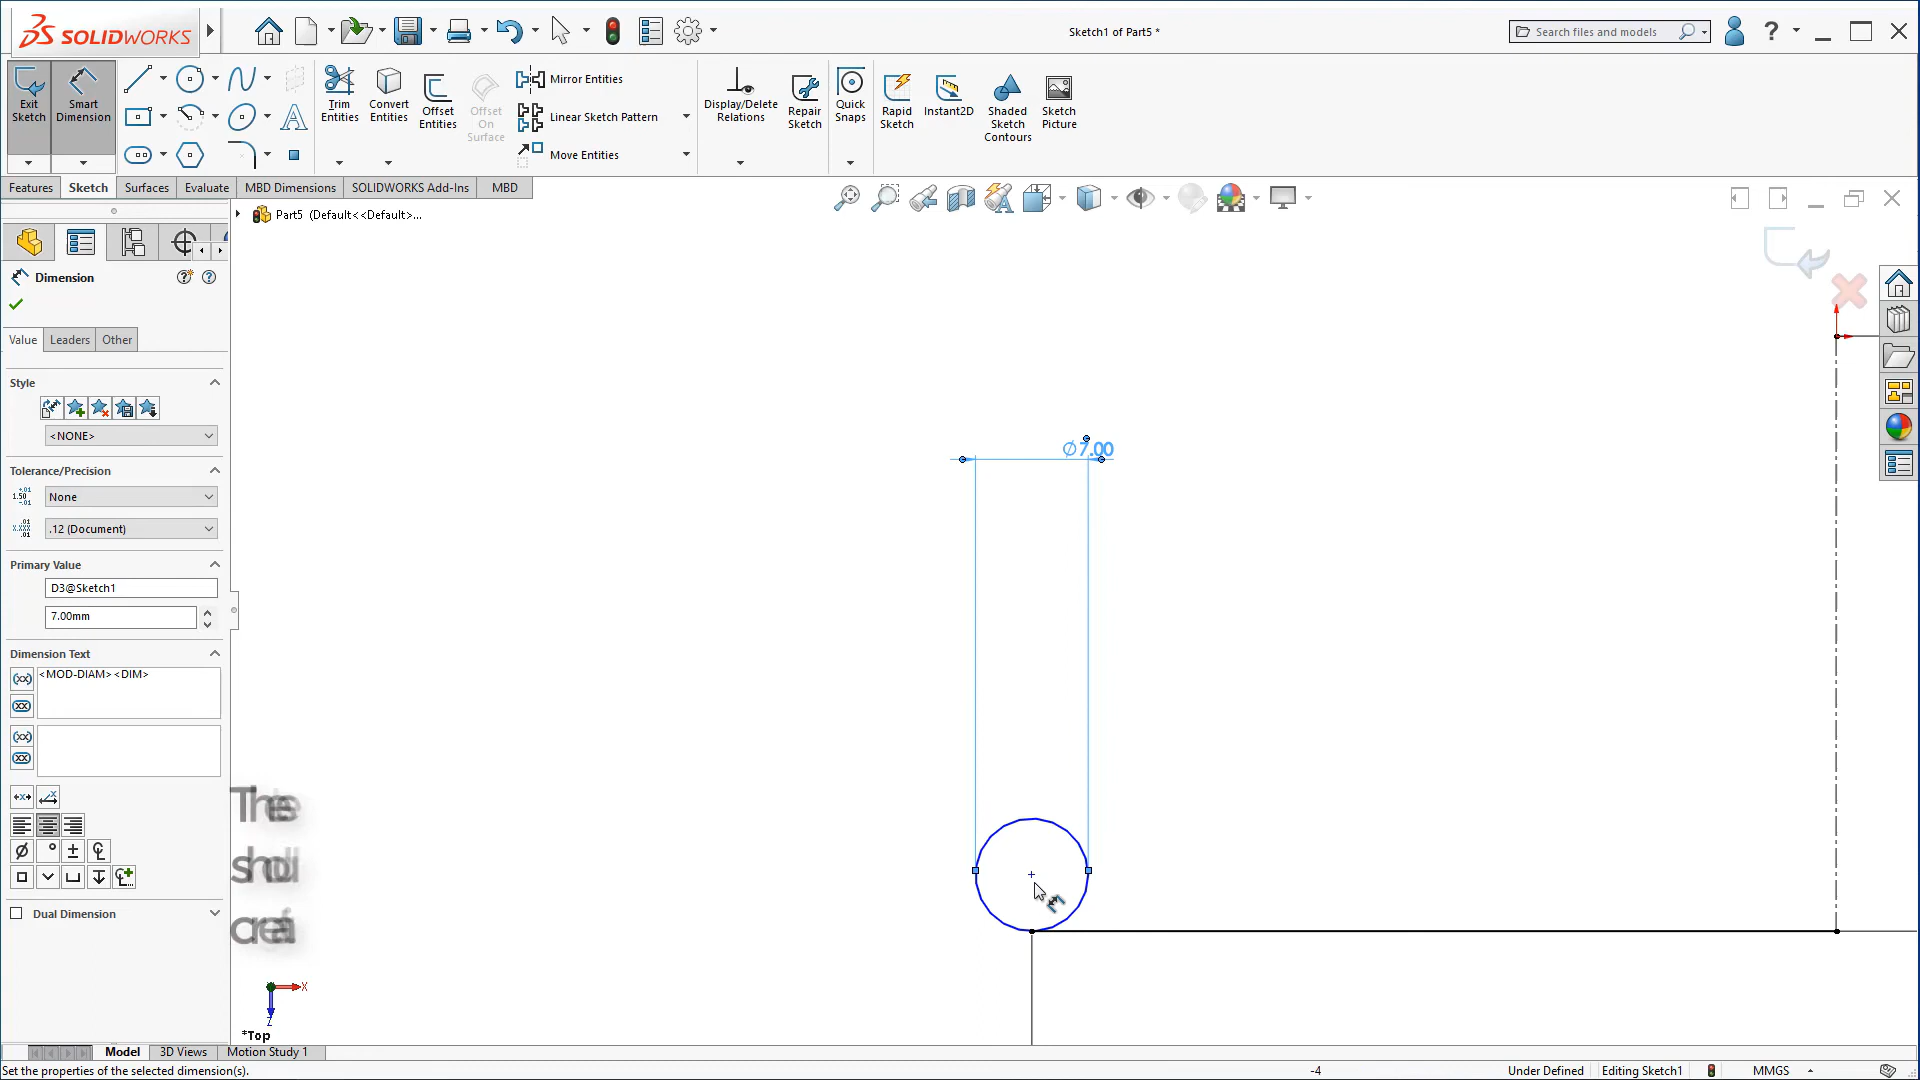 SOLIDWORKS
Sketch1 of Part5 *
Search files and models
Exit Sketch
Smart Dimension
Trim Entities
Convert Entities
Offset Entities
Offset On Surface
Mirror Entities
Linear Sketch Pattern
Move Entities
Display/Delete Relations
Repair Sketch
Quick Snaps
Rapid Sketch
Instant2D
Shaded Sketch Contours
Sketch Picture
Features
Sketch
Surfaces
Evaluate
MBD Dimensions
SOLIDWORKS Add-Ins
MBD
Part5 (Default<<Default>...
Dimension
Value
Leaders
Other
Style
<NONE>
Tolerance/Precision
None
.12 (Document)
Primary Value
D3@Sketch1
7.00mm
Dimension Text
<MOD-DIAM><DIM>
Dual Dimension
∅7.00
X
Z
*Top
Model
3D Views
Motion Study 1
Set the properties of the selected dimension(s).
-4
Under Defined
Editing Sketch1
MMGS